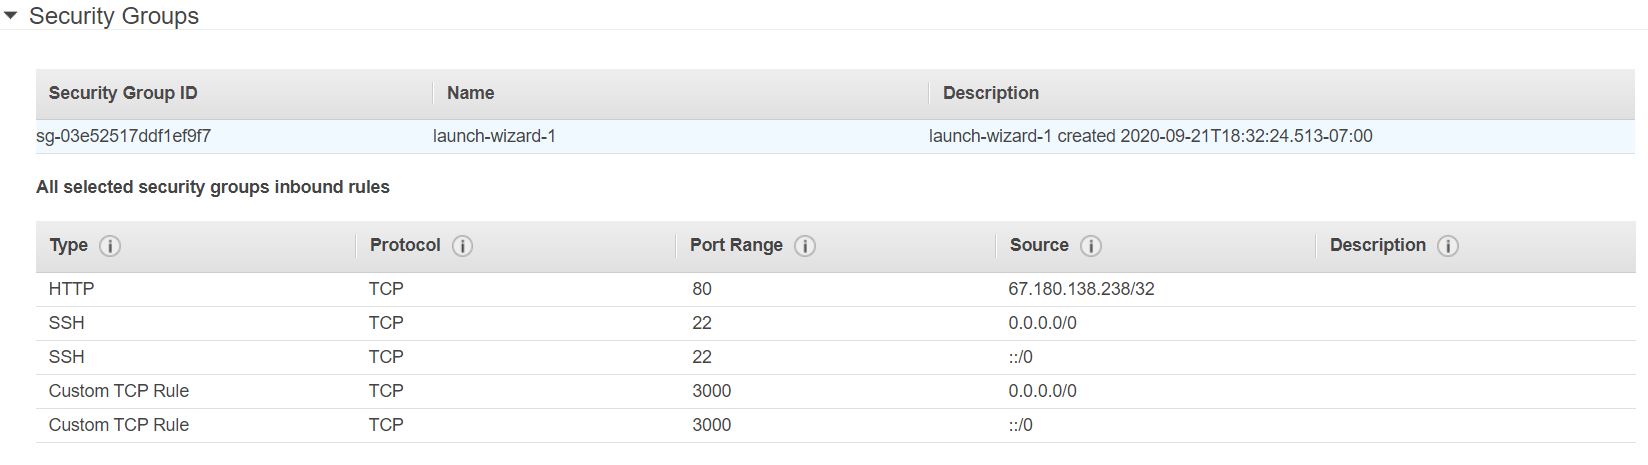 Security Groups
Security Group ID Name Description
sg-03e52517ddf1ef9f7 launch-wizard-1 launch-wizard-1 created 2020-09-21T18:32:24.513-07:00
All selected security groups inbound rules
Type i Protocol i Port Range i Source i Description i
HTTP TCP 80 67.180.138.238/32
SSH TCP 22 0.0.0.0/0
SSH TCP 22 ::/0
Custom TCP Rule TCP 3000 0.0.0.0/0
Custom TCP Rule TCP 3000 ::/0